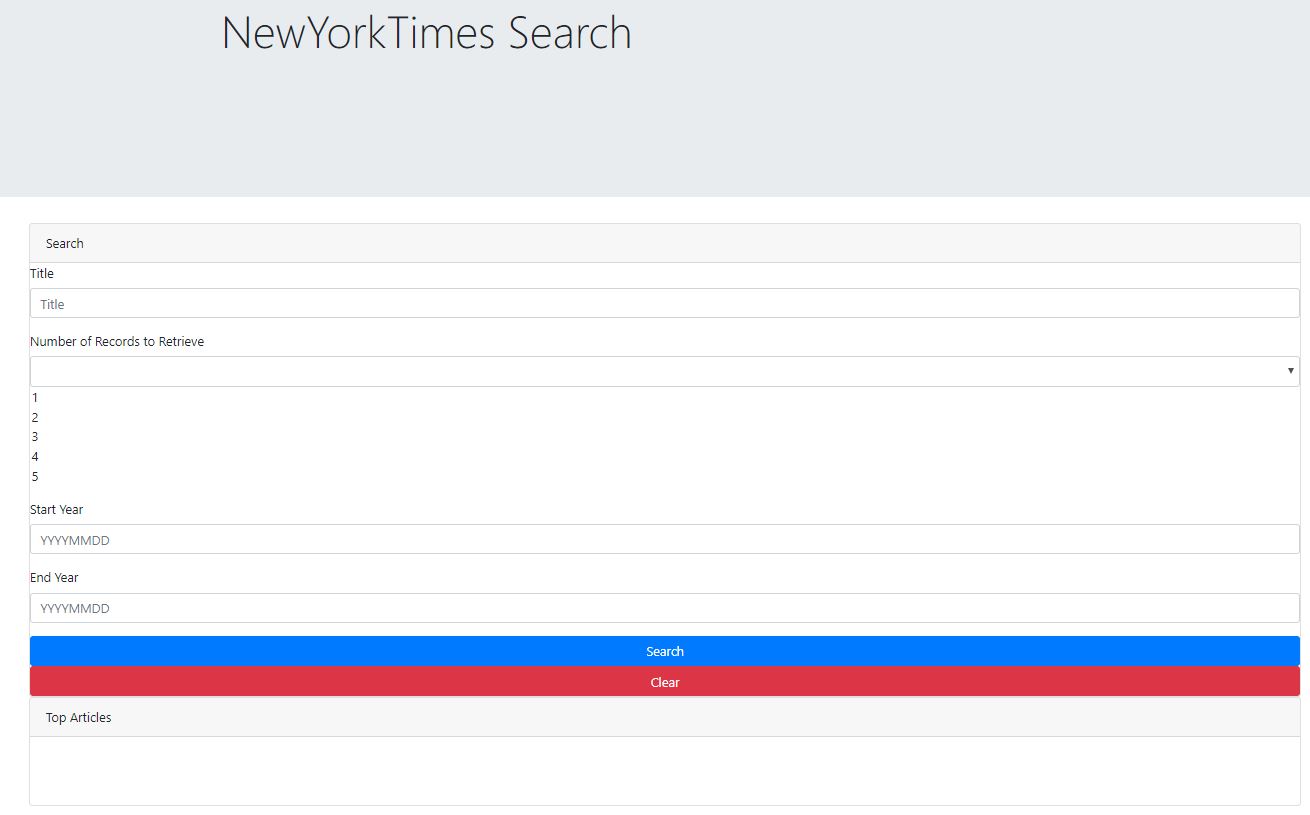 NewYorkTimes Search
Search
Title
Title
Number of Records to Retrieve
1
2
3
4
5
Start Year
YYYYMMDD
End Year
YYYYMMDD
Search
Clear
Top Articles